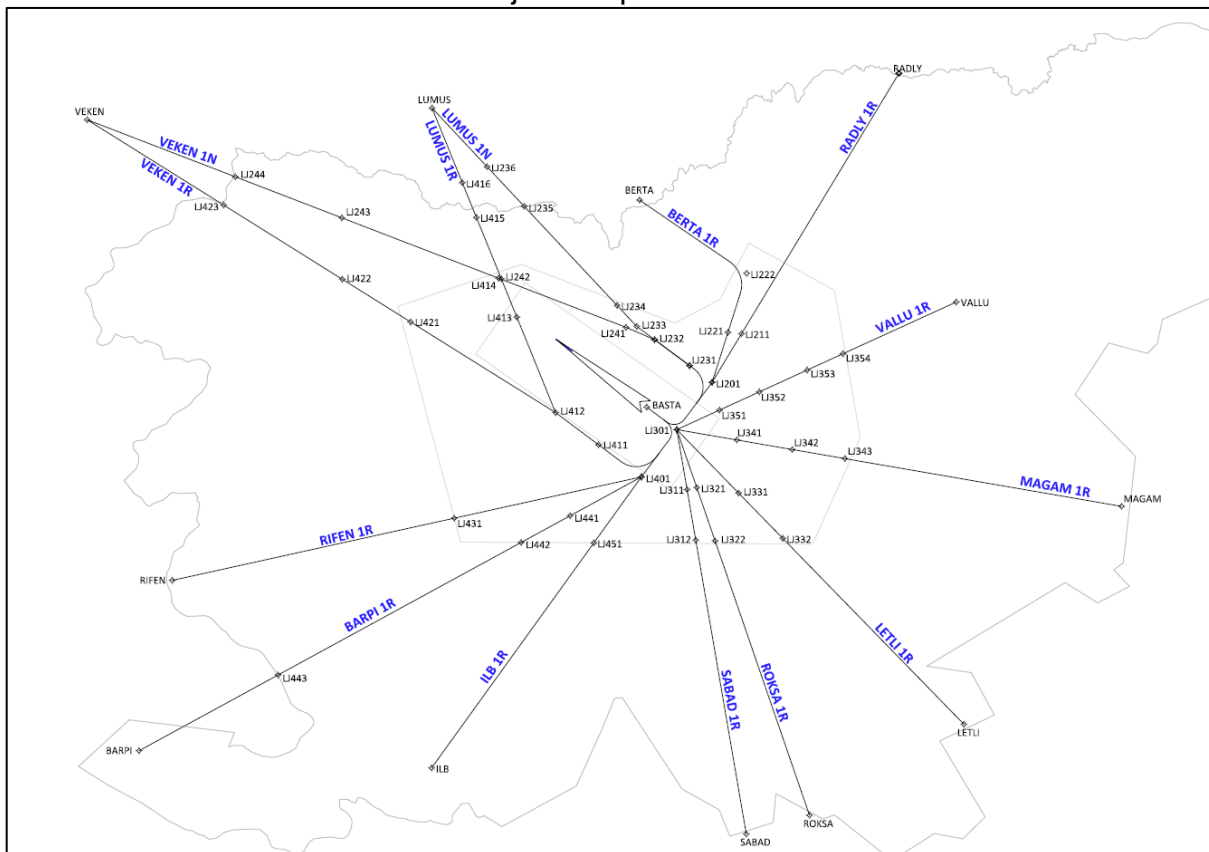 RADLY
LUMUS
VEKEN
LUMUS 1N
LUMUS 1R
RADLY 1R
VEKEN 1N
VEKEN 1R
LJ236
LJ244
LJ416
BERTA
LJ423
LJ235
LJ243
LJ415
BERTA 1R
LJ422
LJ414
LJ242
LJ222
VALLU
VALLU 1R
LJ234
LJ413
LJ421
LJ241
LJ233
LJ232
LJ221
LJ211
LJ354
LJ231
LJ353
LJ201
LJ352
BASTA
LJ412
LJ351
LJ301
LJ411
LJ341
LJ342
LJ343
LJ401
LJ311
LJ321
LJ331
MAGAM 1R
MAGAM
LJ431
LJ441
RIFEN 1R
LJ442
LJ451
LJ312
LJ322
LJ332
RIFEN
BARPI 1R
LETLI 1R
ILB 1R
LJ443
SABAD 1R
ROKSA 1R
LETLI
BARPI
ILB
ROKSA
SABAD